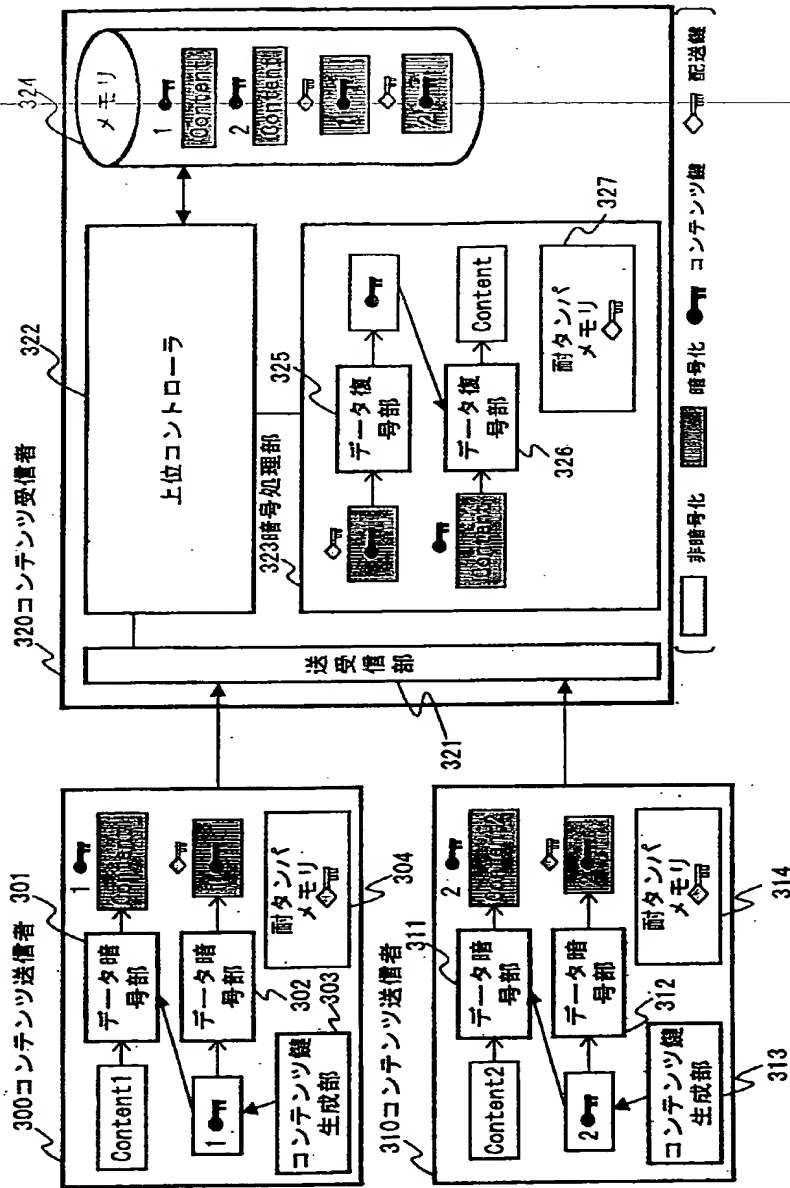 300コンテンツ送信者
301
1
Content1
データ暗
号部
1
データ暗
号部
302
303
コンテンツ鍵
生成部
耐タンパ
メモリ
304
310コンテンツ送信者
311
2
Content2
データ暗
号部
2
データ暗
号部
312
コンテンツ鍵
生成部
313
耐タンパ
メモリ
314
320コンテンツ受信者
送受信部
321
322
上位コントローラ
323暗号処理部
325
データ復
号部
Content
データ復
号部
326
Content
耐タンパ
メモリ
327
324
メモリ
1
Content
2
Content
1
2
非暗号化
暗号化
コンテンツ鍵
配送鍵